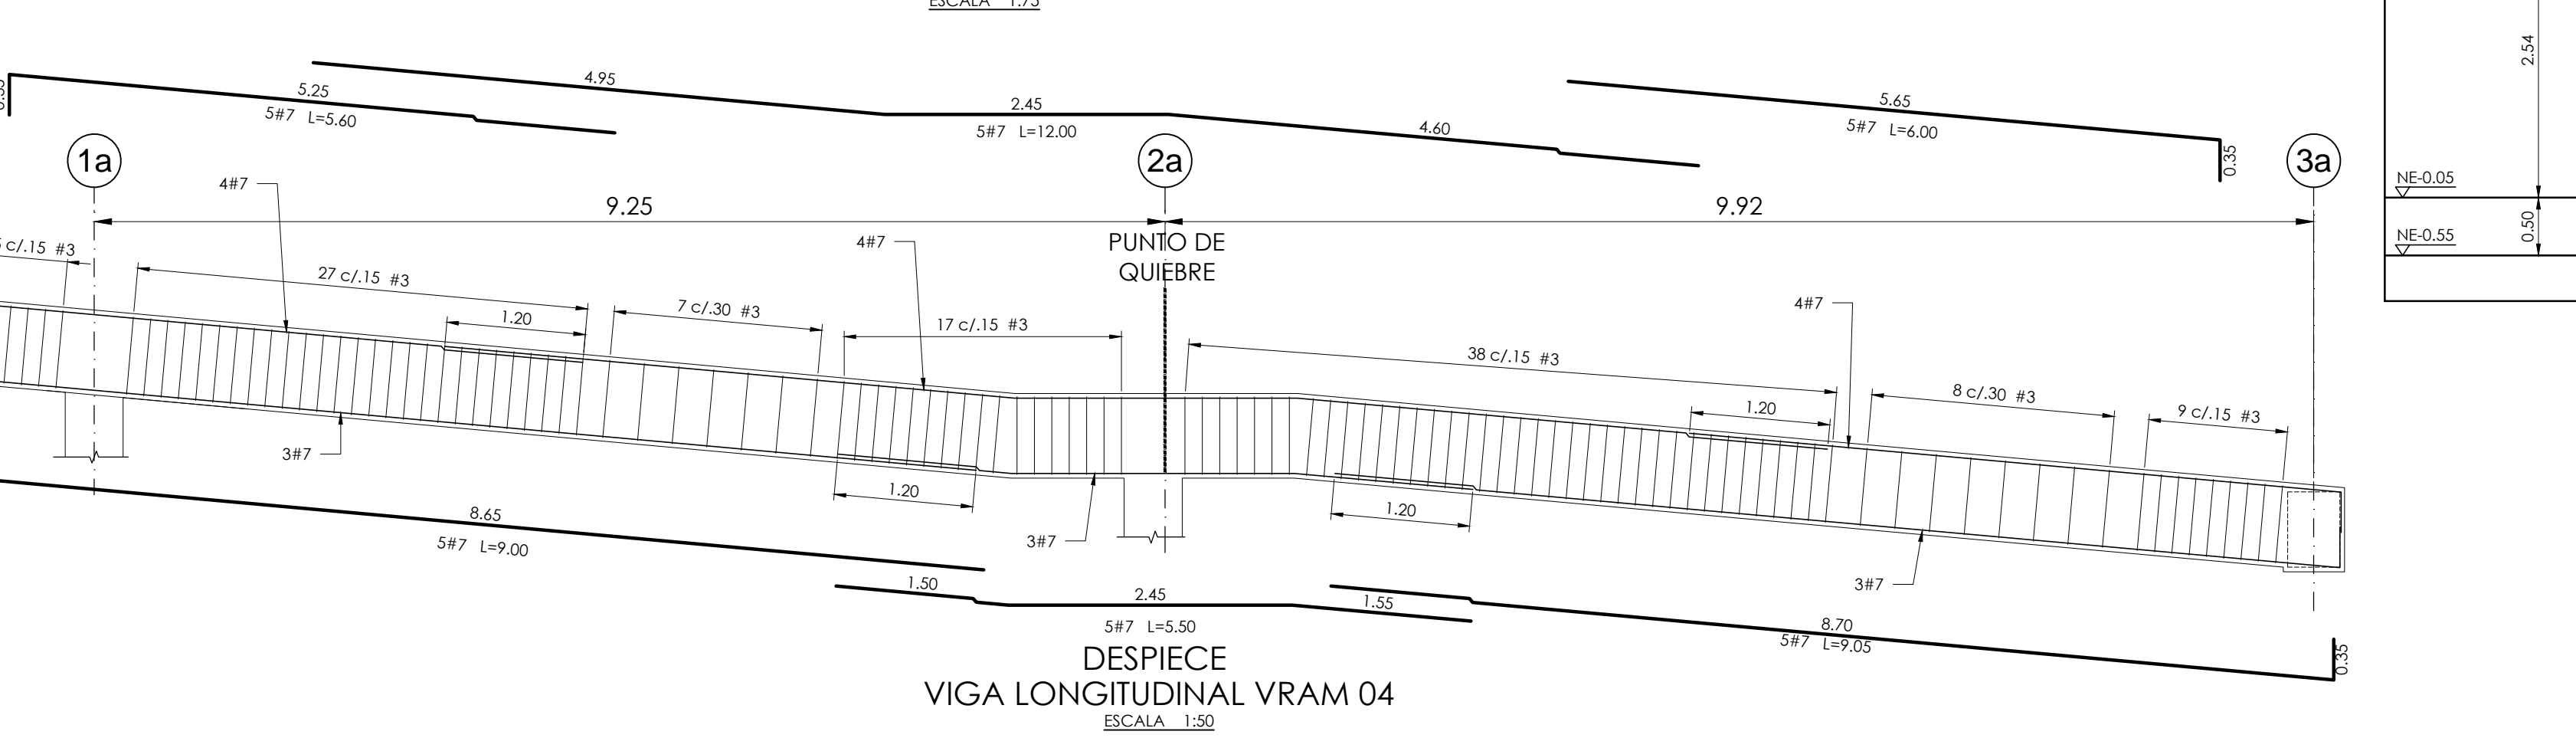 ESCALA 1:75
5.25
5#7 L=5.60
4.95
2.45
5#7 L=12.00
4.60
5.65
5#7 L=6.00
0.35
2.54
NE-0.05
0.50
NE-0.55
1a
2a
3a
9.25
9.92
PUNTO DE
QUIEBRE
4#7
4#7
4#7
c/.15 #3
27 c/.15 #3
1.20
7 c/.30 #3
17 c/.15 #3
38 c/.15 #3
1.20
8 c/.30 #3
9 c/.15 #3
3#7
1.20
3#7
1.20
3#7
8.65
5#7 L=9.00
1.50
2.45
1.55
5#7 L=5.50
8.70
5#7 L=9.05
0.35
DESPIECE
VIGA LONGITUDINAL VRAM 04
ESCALA 1:50